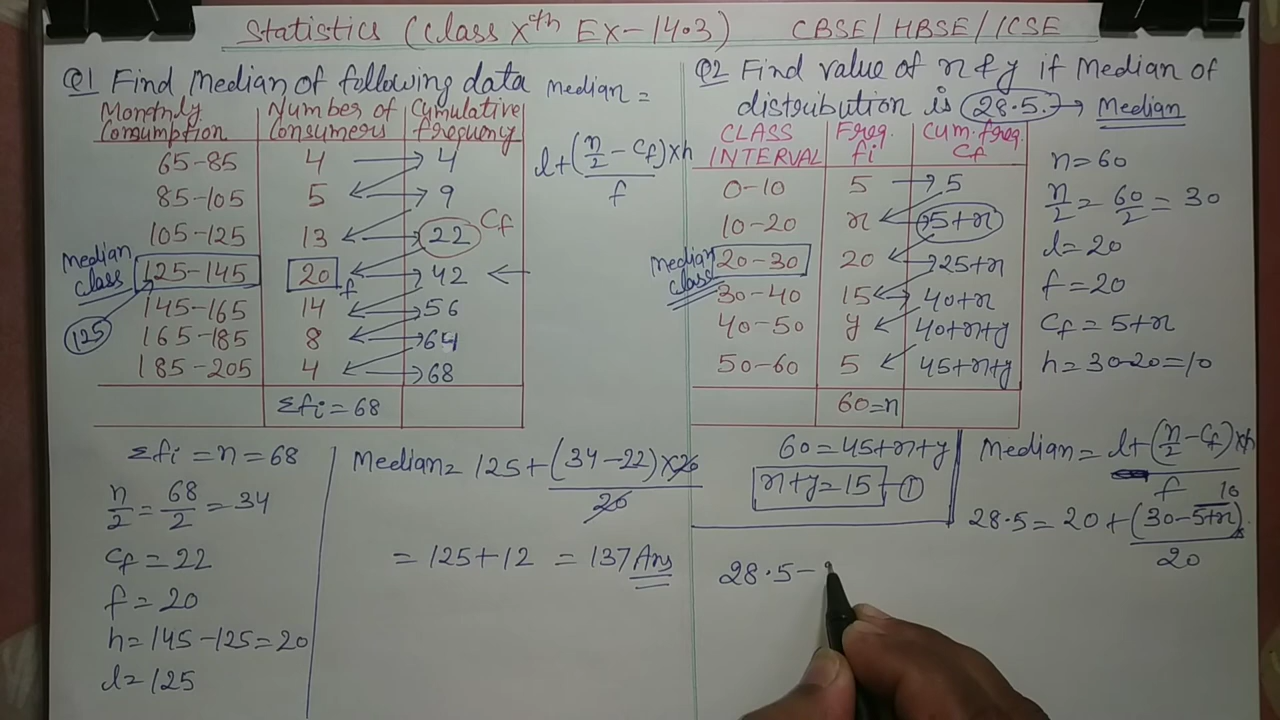 Statistics (Class Xth Ex-14.3) CBSE/HBSE/ICSE
Q1 Find Median of following data
Monthly Consumption | Number of Consumers | Cumulative frequency
65-85 4 → 4
85-105 5 9
105-125 13 22 Cf
median class 125-145 20 f 42 ←
125
145-165 14 56
165-185 8 64
185-205 4 68
Σfi = 68
Median =
l+(n/2 - Cf)×h
f
Σfi = n = 68
n/2 = 68/2 = 34
Cf = 22
f = 20
h = 145-125 = 20
l = 125
Median = 125+(34-22)×20
20
= 125+12 = 137 Ans
Q2 Find value of x & y if Median of
distribution is 28.5. → Median
CLASS INTERVAL | Freq. fi | Cum. freq. Cf
0-10 5 → 5
10-20 x 5+x
median class 20-30 20 25+x
30-40 15 40+x
40-50 y 40+x+y
50-60 5 45+x+y
60=n
n=60
n/2 = 60/2 = 30
l=20
f=20
Cf = 5+x
h = 30-20=10
60 = 45+x+y
x+y=15 - ①
Median = l+(n/2 - Cf)×h
f
10
28.5 = 20 + (30-5+x)×
20
28.5 -